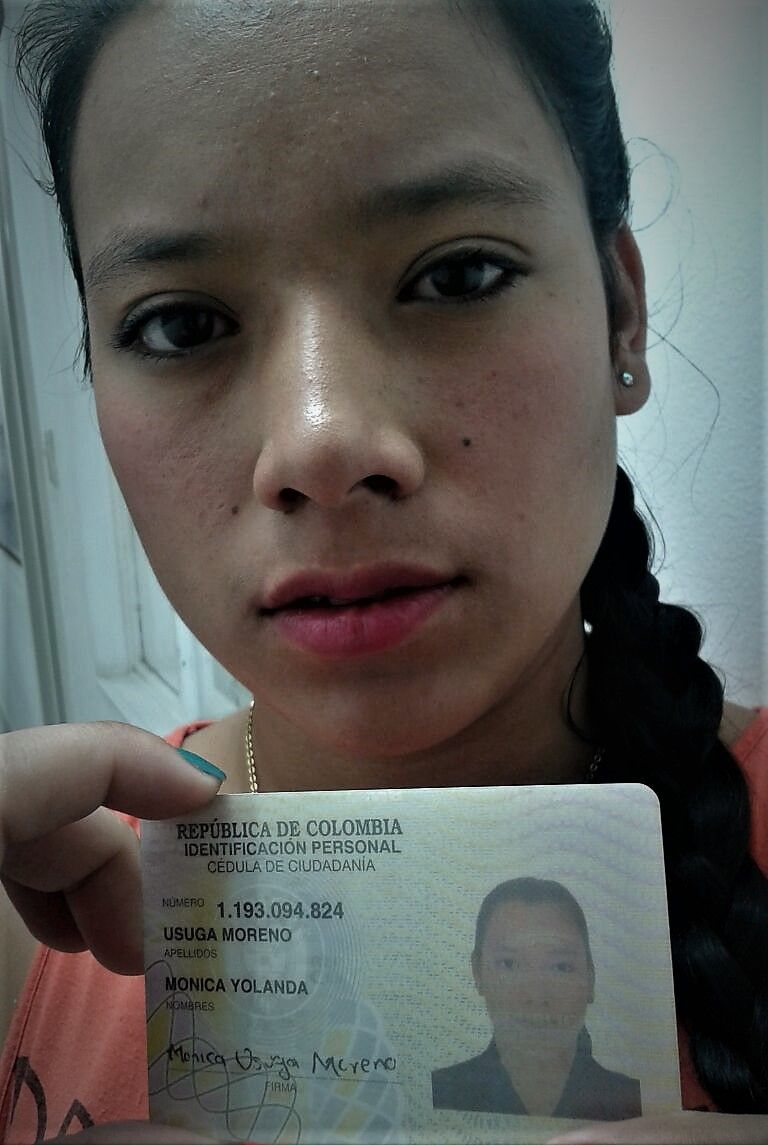 REPÚBLICA DE COLOMBIA
IDENTIFICACIÓN PERSONAL
CÉDULA DE CIUDADANÍA
NÚMERO 1.193.094.824
USUGA MORENO
APELLIDOS
MONICA YOLANDA
NOMBRES
Monica Usuga Moreno
FIRMA